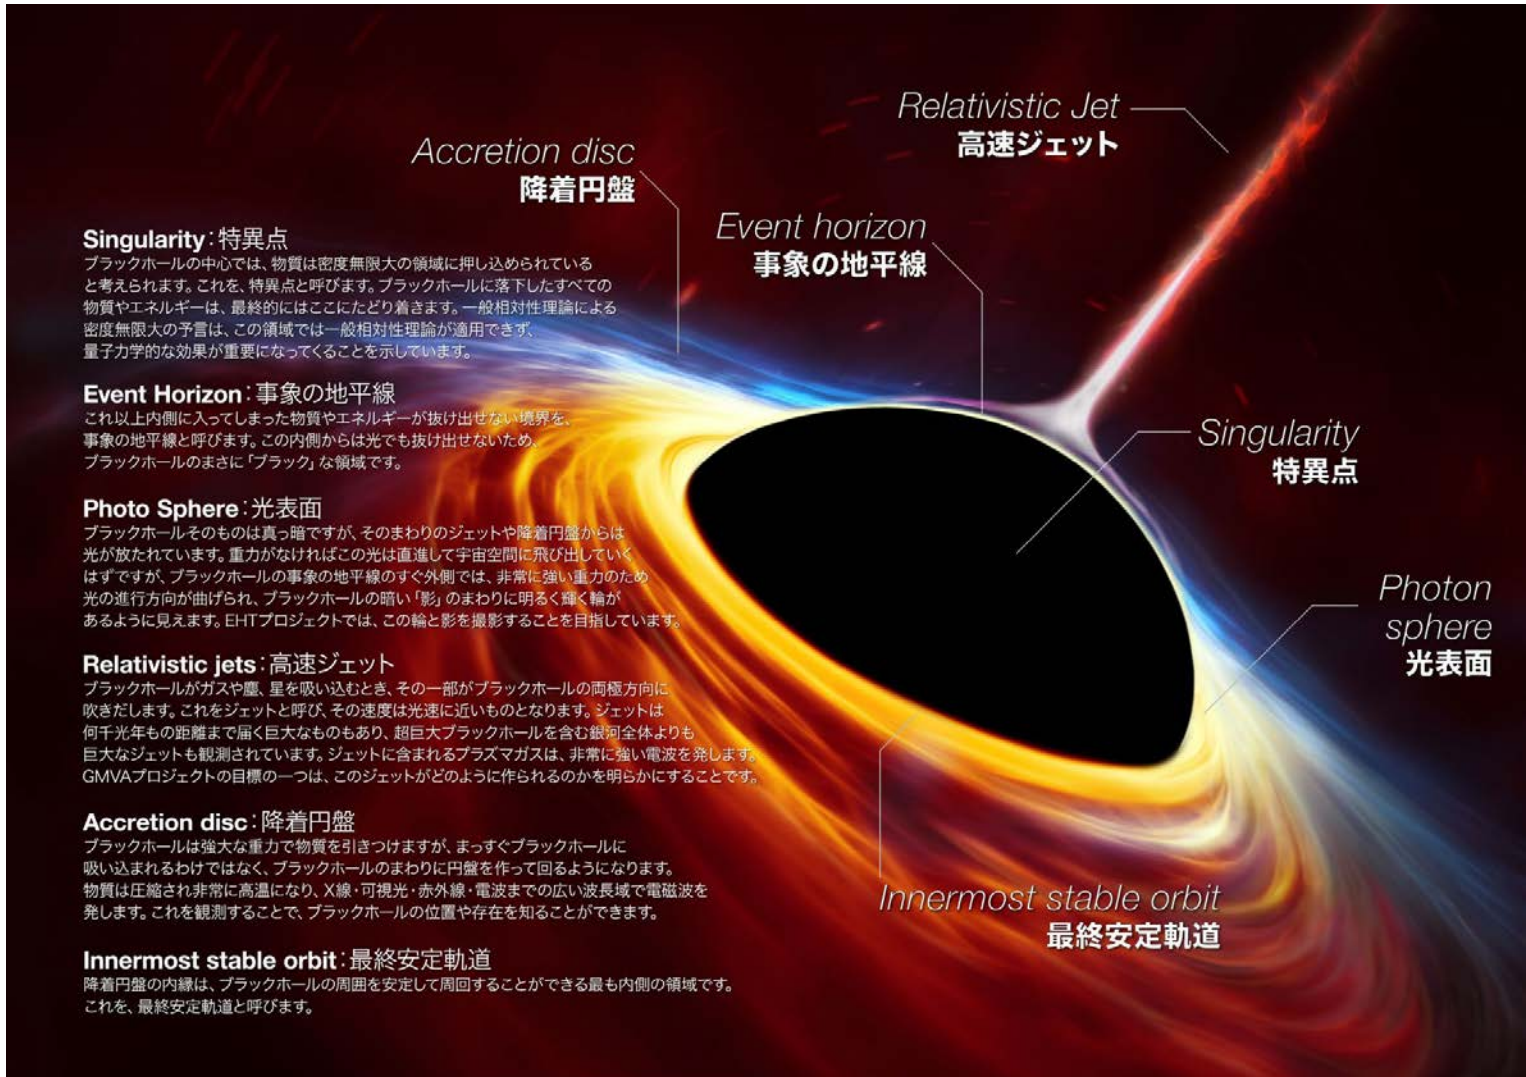 Relativistic Jet
高速ジェット
Accretion disc
降着円盤
Event horizon
事象の地平線
Singularity:特異点
ブラックホールの中心では、物質は密度無限大の領域に押し込められている
と考えられます。これを、特異点と呼びます。ブラックホールに落下したすべての
物質やエネルギーは、最終的にはここにたどり着きます。一般相対性理論による
密度無限大の予言は、この領域では一般相対性理論が適用できず、
量子力学的な効果が重要になってくることを示しています。
Event Horizon:事象の地平線
これ以上内側に入ってしまった物質やエネルギーが抜け出せない境界を、
事象の地平線と呼びます。この内側からは光でも抜け出せないため、
ブラックホールのまさに「ブラック」な領域です。
Photo Sphere:光表面
ブラックホールそのものは真っ暗ですが、そのまわりのジェットや降着円盤からは
光が放たれています。重力がなければこの光は直進して宇宙空間に飛び出していく
はずですが、ブラックホールの事象の地平線のすぐ外側では、非常に強い重力のため
光の進行方向が曲げられ、ブラックホールの暗い「影」のまわりに明るく輝く輪が
あるように見えます。EHTプロジェクトでは、この輪と影を撮影することを目指しています。
Relativistic jets:高速ジェット
ブラックホールがガスや塵、星を吸い込むとき、その一部がブラックホールの両極方向に
吹きだします。これをジェットと呼び、その速度は光速に近いものとなります。ジェットは
何千光年もの距離まで届く巨大なものもあり、超巨大ブラックホールを含む銀河全体よりも
巨大なジェットも観測されています。ジェットに含まれるプラズマガスは、非常に強い電波を発します。
GMVAプロジェクトの目標の一つは、このジェットがどのように作られるのかを明らかにすることです。
Accretion disc:降着円盤
ブラックホールは強大な重力で物質を引きつけますが、まっすぐブラックホールに
吸い込まれるわけではなく、ブラックホールのまわりに円盤を作って回るようになります。
物質は圧縮され非常に高温になり、X線・可視光・赤外線・電波までの広い波長域で電磁波を
発します。これを観測することで、ブラックホールの位置や存在を知ることができます。
Innermost stable orbit:最終安定軌道
降着円盤の内縁は、ブラックホールの周囲を安定して周回することができる最も内側の領域です。
これを、最終安定軌道と呼びます。
Singularity
特異点
Photon
sphere
光表面
Innermost stable orbit
最終安定軌道